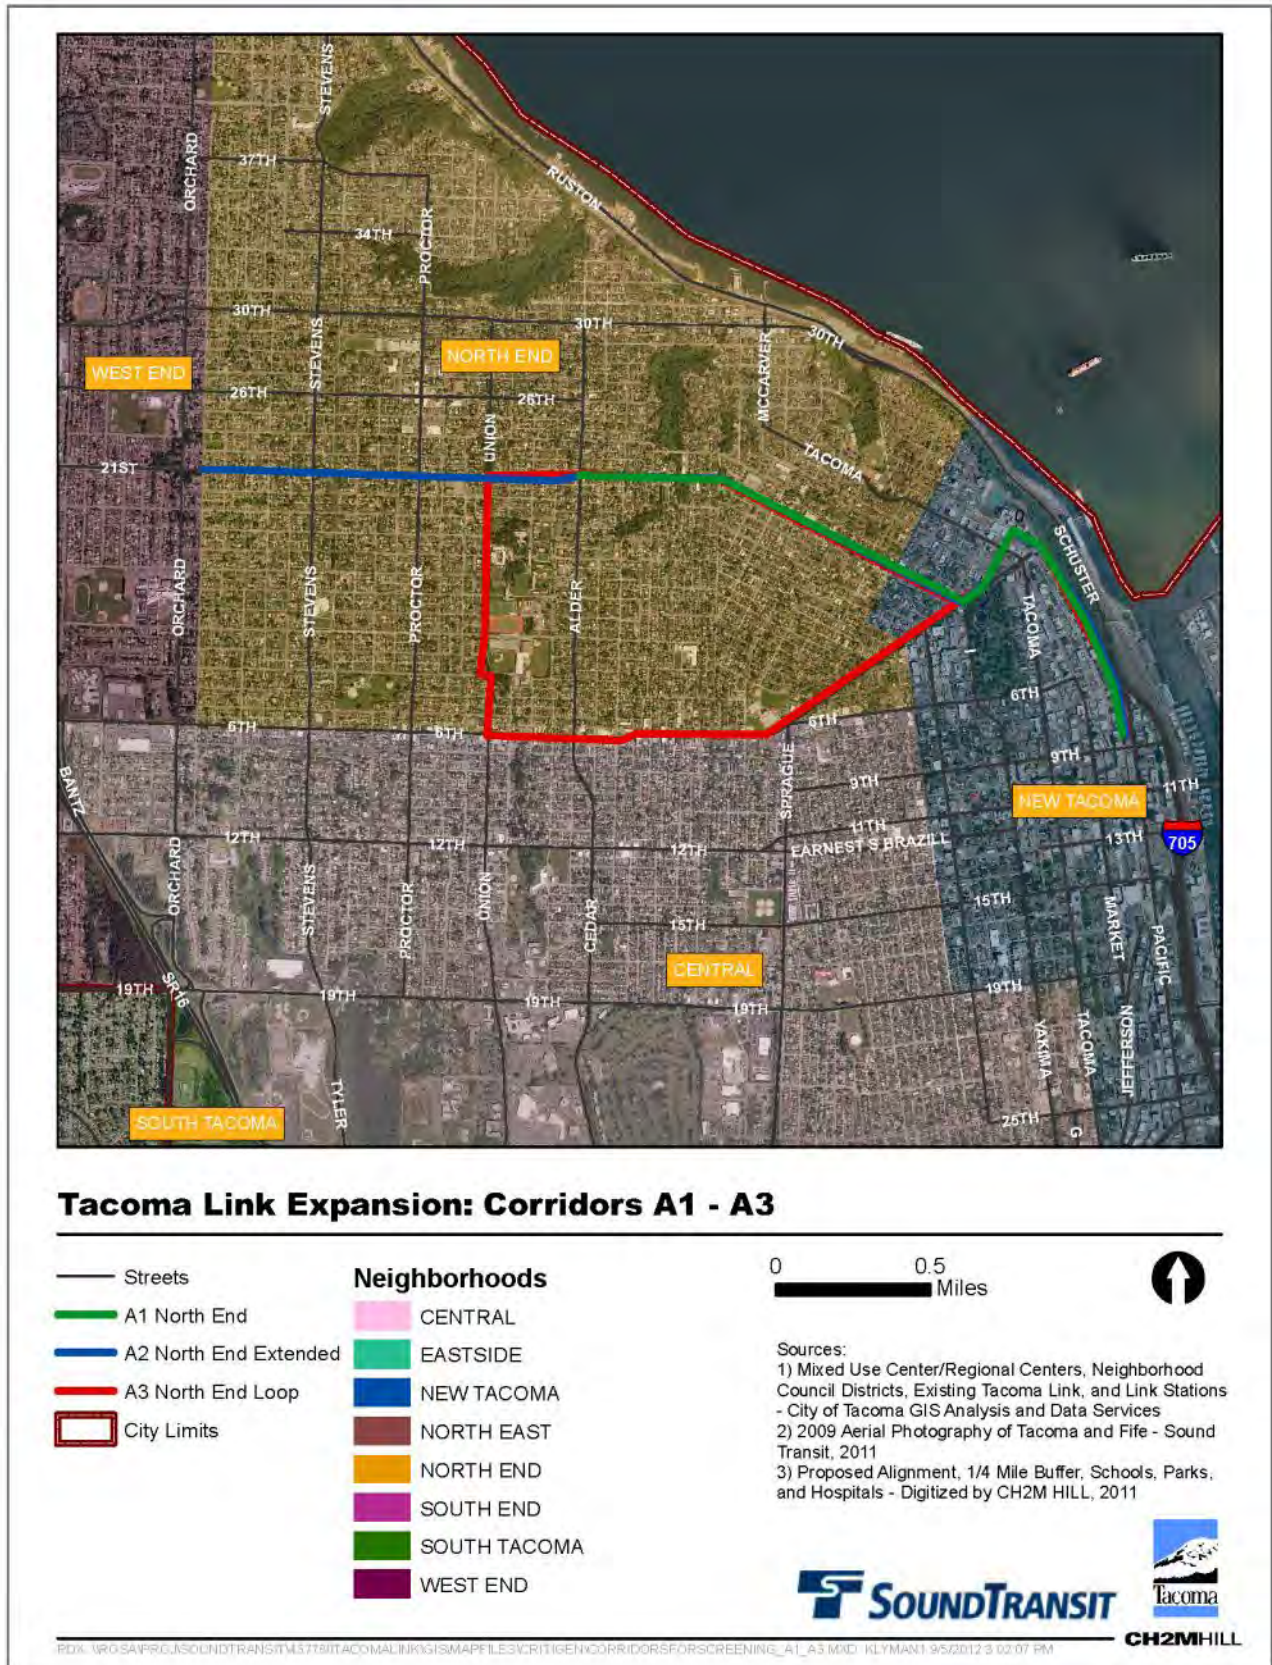 STEVENS
ORCHARD
37TH
RUSTON
34TH
PROCTOR
30TH
30TH
30TH
STEVENS
MCCARVER
WEST END
NORTH END
26TH
26TH
UNION
21ST
TACOMA
SCHUSTER
ORCHARD
STEVENS
PROCTOR
ALDER
TACOMA
I
6TH
6TH
6TH
6TH
BANTZ
SPRAGUE
9TH
9TH
11TH
NEW TACOMA
11TH
EARNEST S BRAZILL
13TH
705
12TH
12TH
12TH
ORCHARD
STEVENS
PROCTOR
UNION
CEDAR
15TH
15TH
MARKET
PACIFIC
CENTRAL
SR16
19TH
19TH
19TH
19TH
19TH
YAKIMA
TACOMA
JEFFERSON
TYLER
SOUTH TACOMA
25TH
G
Tacoma Link Expansion: Corridors A1 - A3
Streets
A1 North End
A2 North End Extended
A3 North End Loop
City Limits
Neighborhoods
CENTRAL
EASTSIDE
NEW TACOMA
NORTH EAST
NORTH END
SOUTH END
SOUTH TACOMA
WEST END
0 0.5
Miles
Sources:
1) Mixed Use Center/Regional Centers, Neighborhood
Council Districts, Existing Tacoma Link, and Link Stations
- City of Tacoma GIS Analysis and Data Services
2) 2009 Aerial Photography of Tacoma and Fife - Sound
Transit, 2011
3) Proposed Alignment, 1/4 Mile Buffer, Schools, Parks,
and Hospitals - Digitized by CH2M HILL, 2011
SOUNDTRANSIT
Tacoma
CH2MHILL
9/5/2012 3:02:07 PM